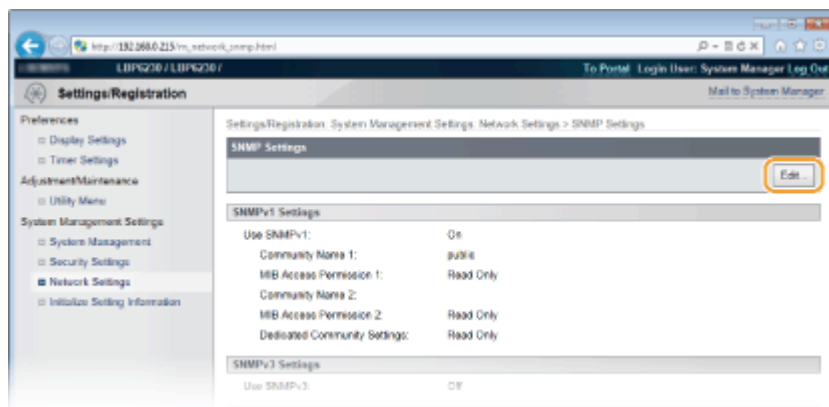 http://192.168.0.215/m_network_snmp.html
LBP6230 / LBP6230 /
To Portal Login User: System Manager Log Out
Settings/Registration
Mail to System Manager
Preferences
Display Settings
Timer Settings
Adjustment/Maintenance
Utility Menu
System Management Settings
System Management
Security Settings
Network Settings
Initialize Setting Information
Settings/Registration: System Management Settings: Network Settings > SNMP Settings
SNMP Settings
Edit...
SNMPv1 Settings
Use SNMPv1: On
Community Name 1: public
MIB Access Permission 1: Read Only
Community Name 2:
MIB Access Permission 2: Read Only
Dedicated Community Settings: Read Only
SNMPv3 Settings
Use SNMPv3: Off